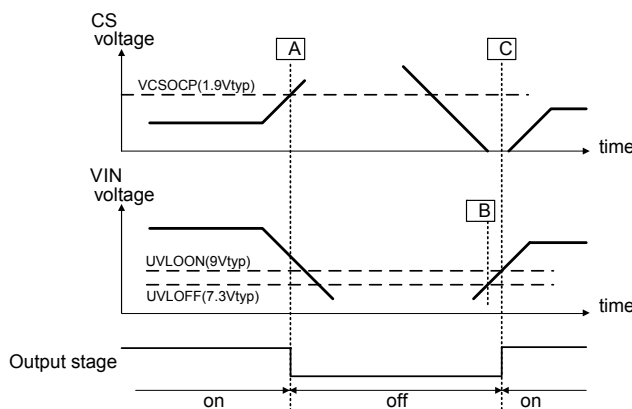 CS
voltage
A
C
VCSOCP(1.9Vtyp)
time
VIN
voltage
B
UVLOON(9Vtyp)
UVLOFF(7.3Vtyp)
time
Output stage
on
off
on